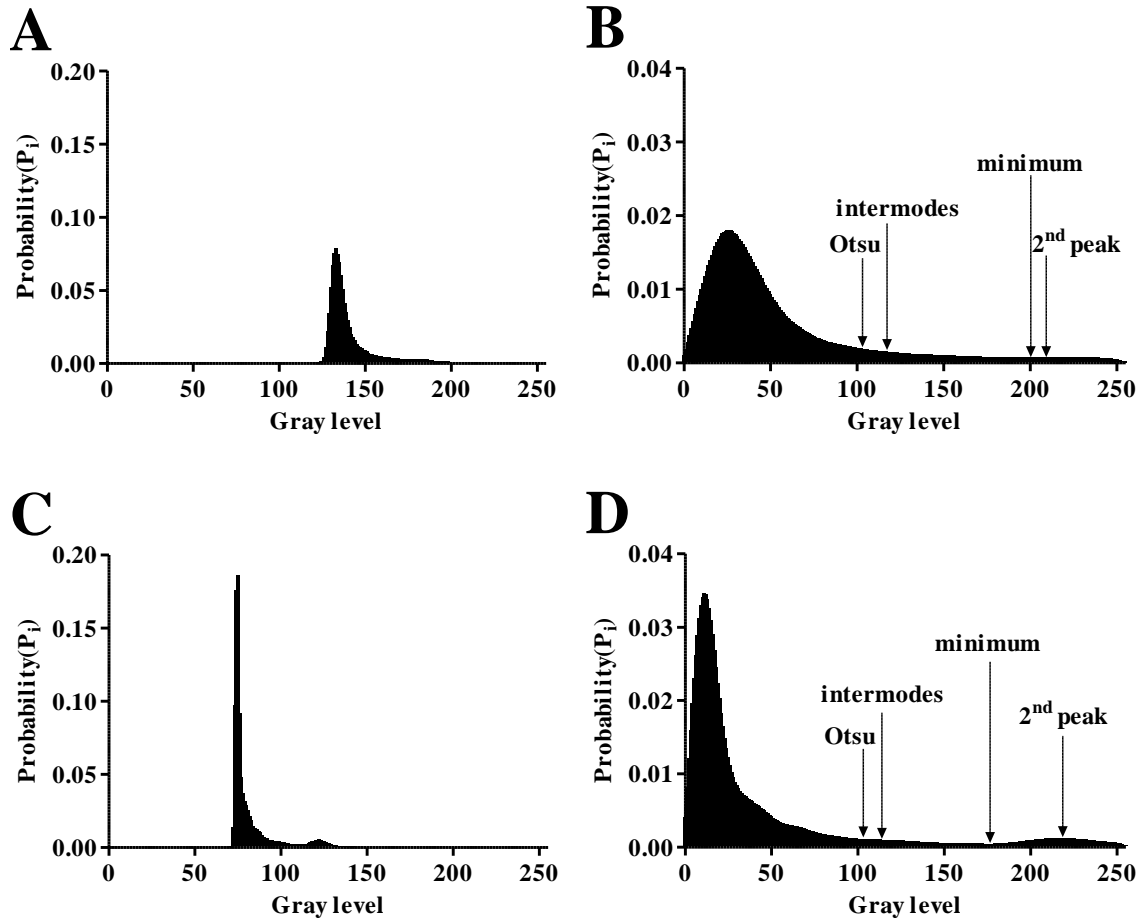 A
Probability(Pi)
0.20
0.15
0.10
0.05
0.00
0 50 100 150 200 250
Gray level
B
Probability(Pi)
0.04
0.03
0.02
0.01
0.00
minimum
intermodes
Otsu
2nd peak
0 50 100 150 200 250
Gray level
C
Probability(Pi)
0.20
0.15
0.10
0.05
0.00
0 50 100 150 200 250
Gray level
D
Probability(Pi)
0.04
0.03
0.02
0.01
0.00
minimum
intermodes
2nd peak
Otsu
0 50 100 150 200 250
Gray level